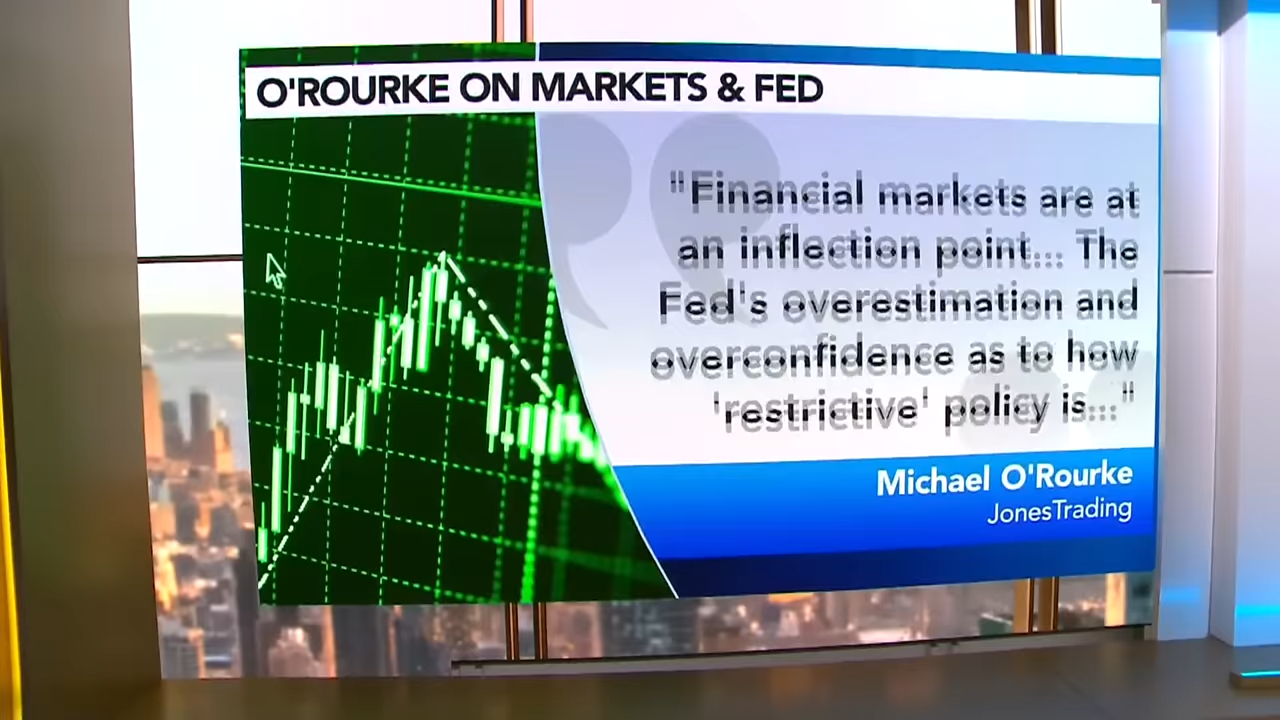 O'ROURKE ON MARKETS & FED
"Financial markets are at
an inflection point... The
Fed's overestimation and
overconfidence as to how
'restrictive' policy is..."
Michael O'Rourke
JonesTrading